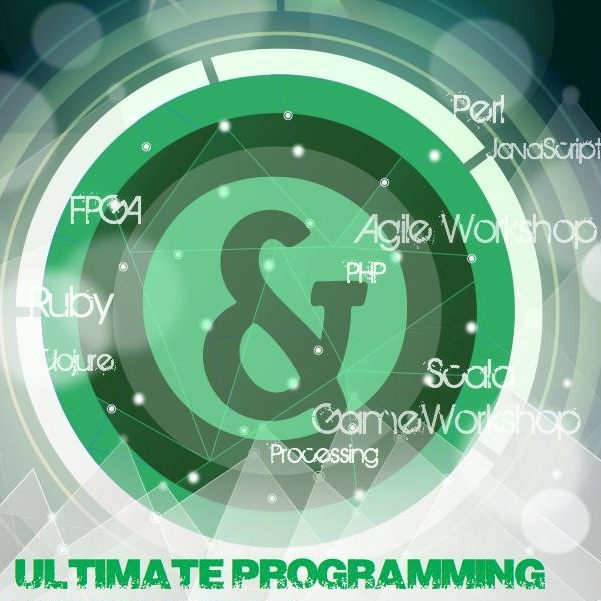 Perl
JavaScript
FPGA
Agile Workshop
PHP
Ruby
Clojure
Scala
GameWorkshop
Processing
&
ULTIMATE PROGRAMMING